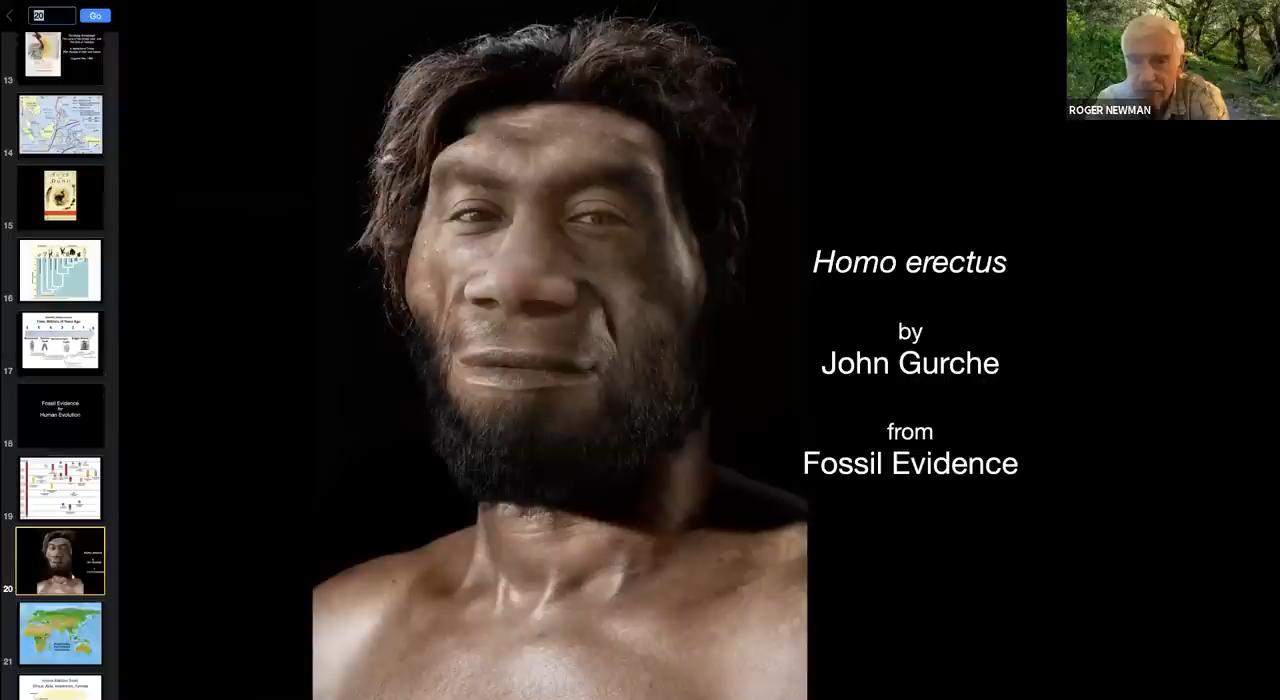 20
Go
13
14
15
16
17
Fossil Evidence
for
Human Evolution
18
19
20
21
Homo erectus
by
John Gurche
from
Fossil Evidence
ROGER NEWMAN